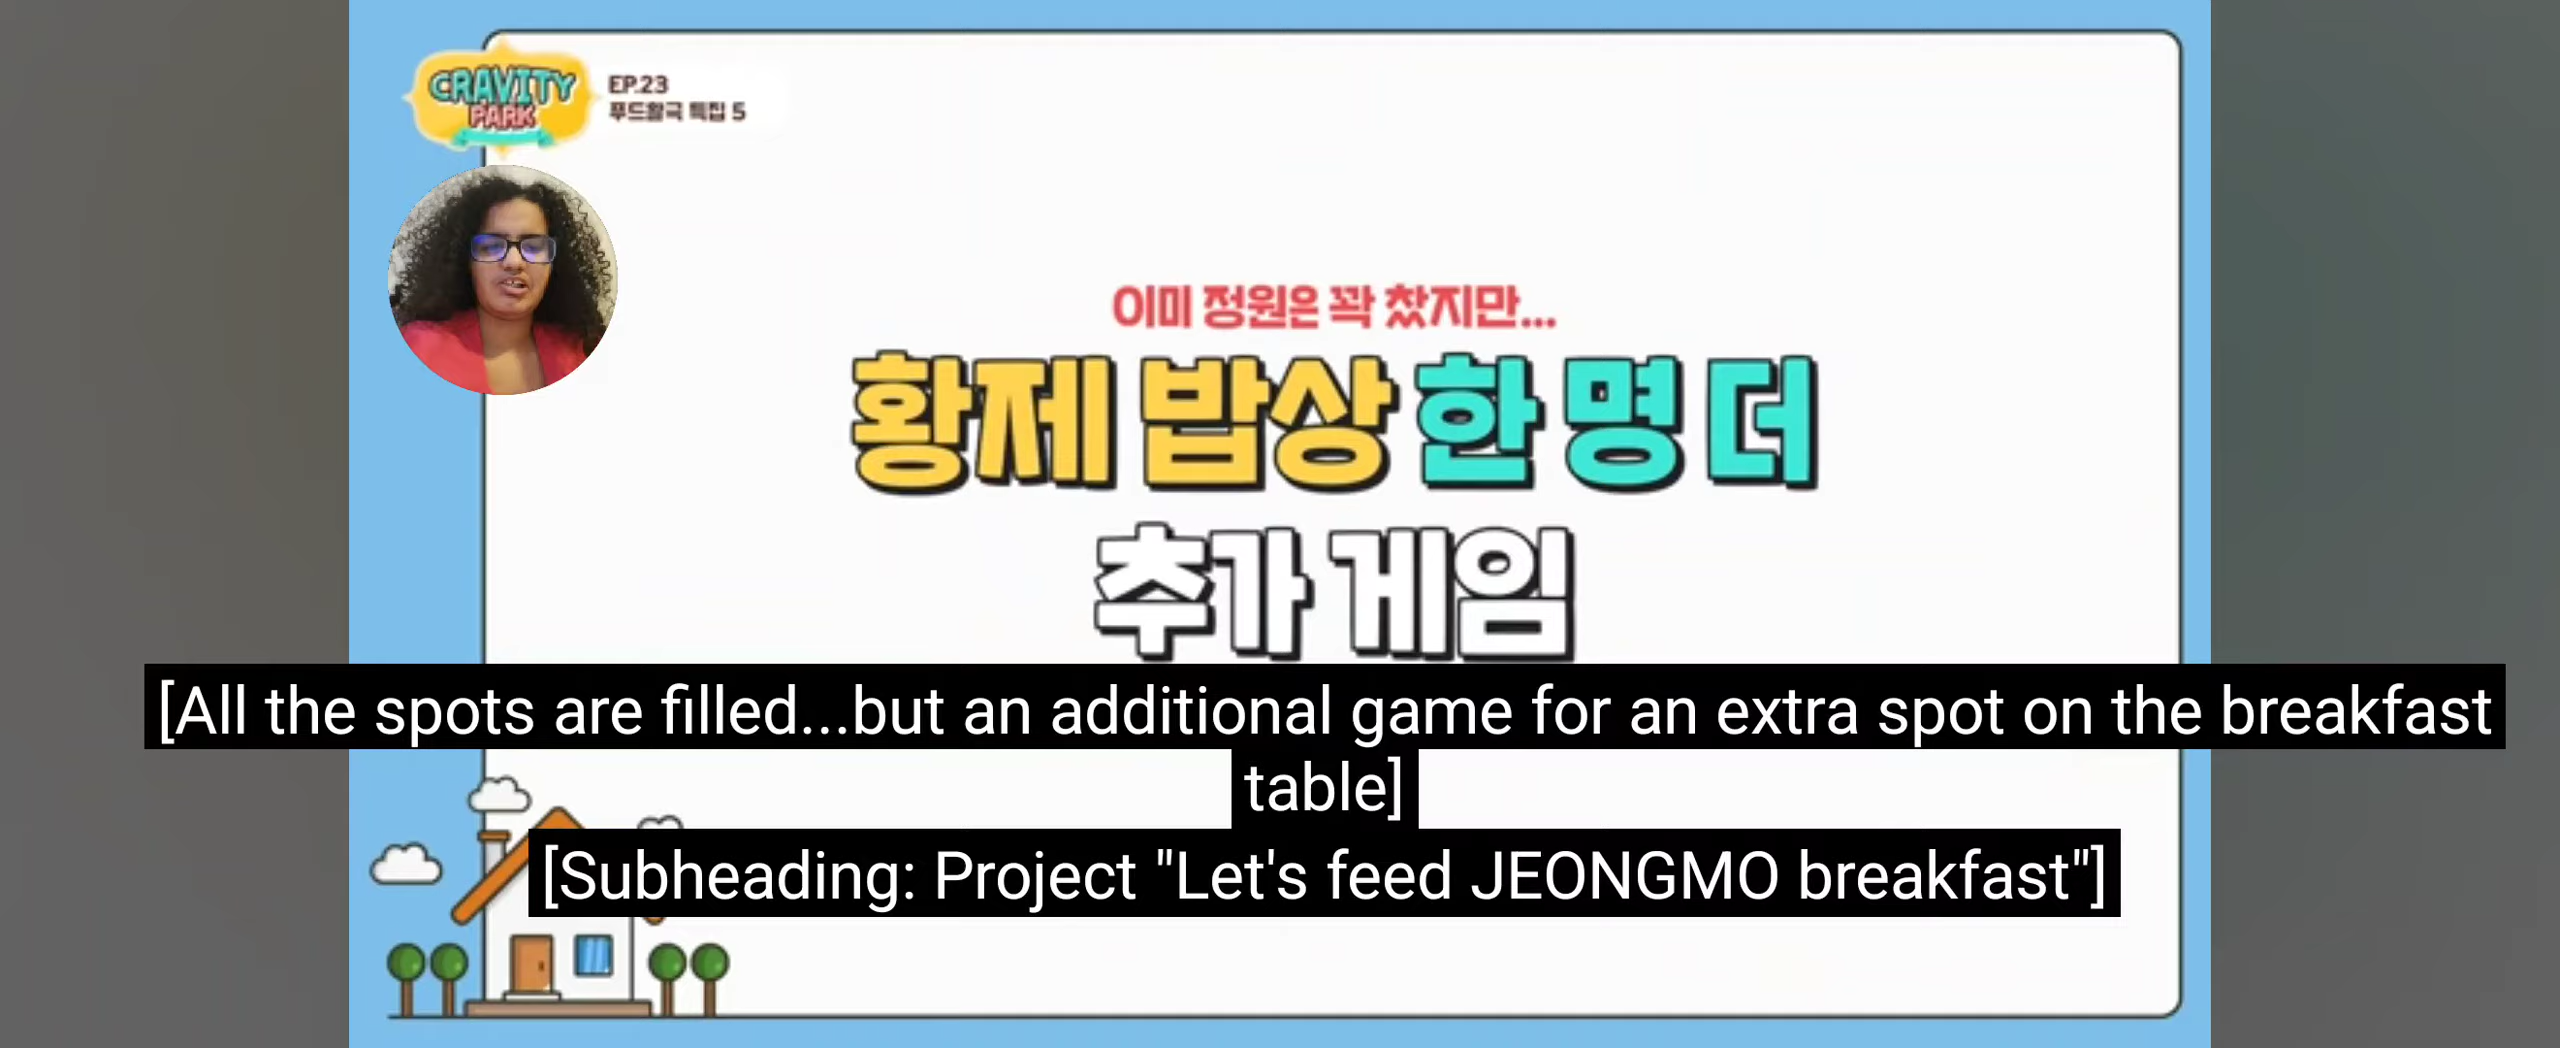 CRAVITY
PARK
EP.23
푸드활극 특집 5
이미 정원은 꽉 찼지만...
황제 밥상 한 명 더
추가 게임
[All the spots are filled...but an additional game for an extra spot on the breakfast
table]
[Subheading: Project "Let's feed JEONGMO breakfast"]